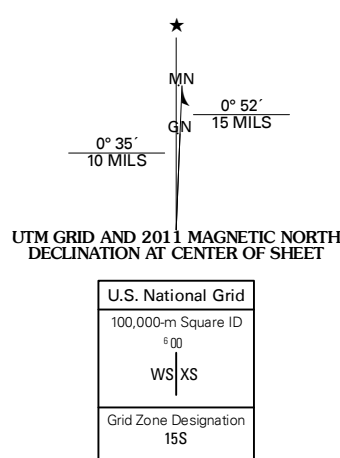 ★
MN
0° 52´
15 MILS
GN
0° 35´
10 MILS
UTM GRID AND 2011 MAGNETIC NORTH
DECLINATION AT CENTER OF SHEET
U.S. National Grid
100,000-m Square ID
6 00
WS XS
Grid Zone Designation
15S